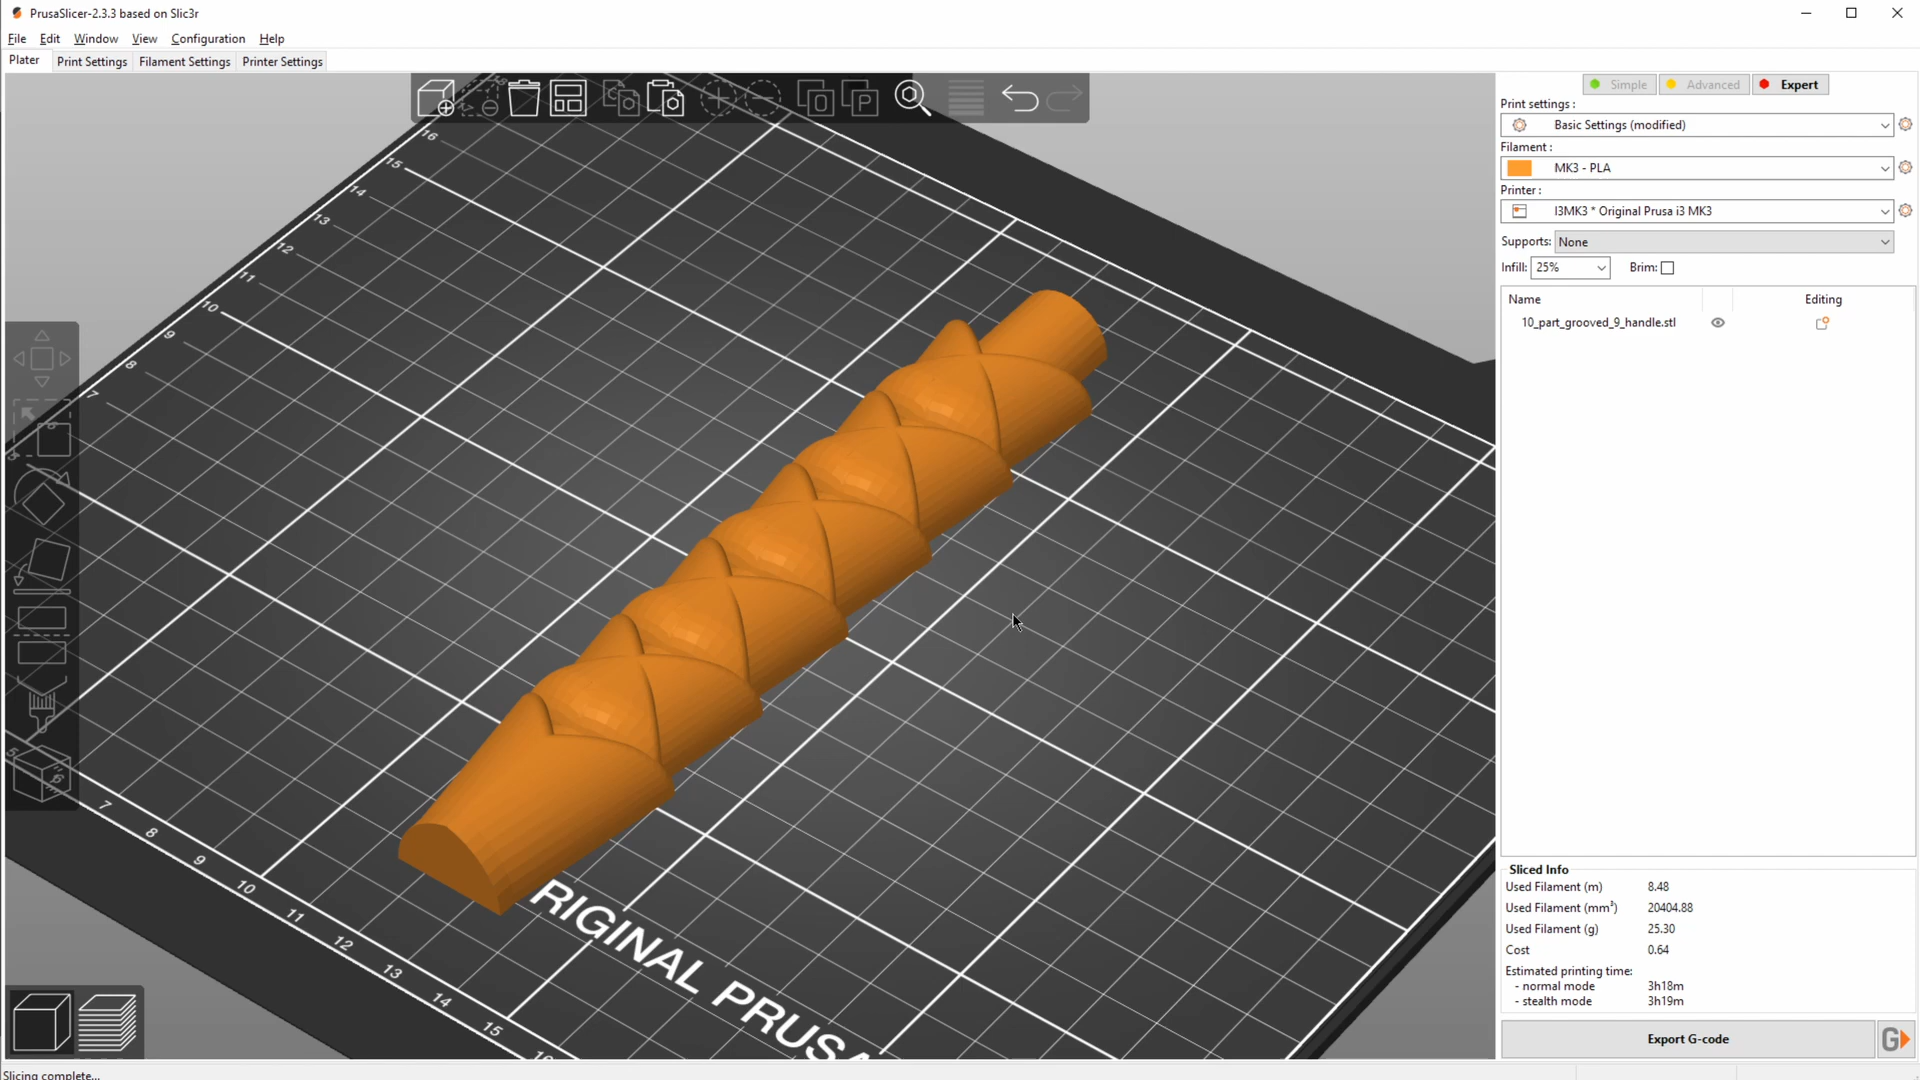 PrusaSlicer-2.3.3 based on Slic3r
File Edit Window View Configuration Help
Plater Print Settings Filament Settings Printer Settings
Simple Advanced Expert
Print settings :
Basic Settings (modified)
Filament :
MK3 - PLA
Printer :
I3MK3 * Original Prusa i3 MK3
Supports: None
Infill: 25% Brim:
Name Editing
10_part_grooved_9_handle.stl
16
15
14
13
12
11
10
9
8
7
5
7
8
9
10
11
12
13
14
15
16
RIGINAL PRUSA
Sliced Info
Used Filament (m) 8.48
Used Filament (mm³) 20404.88
Used Filament (g) 25.30
Cost 0.64
Estimated printing time:
- normal mode 3h18m
- stealth mode 3h19m
Export G-code
G
Slicing complete...